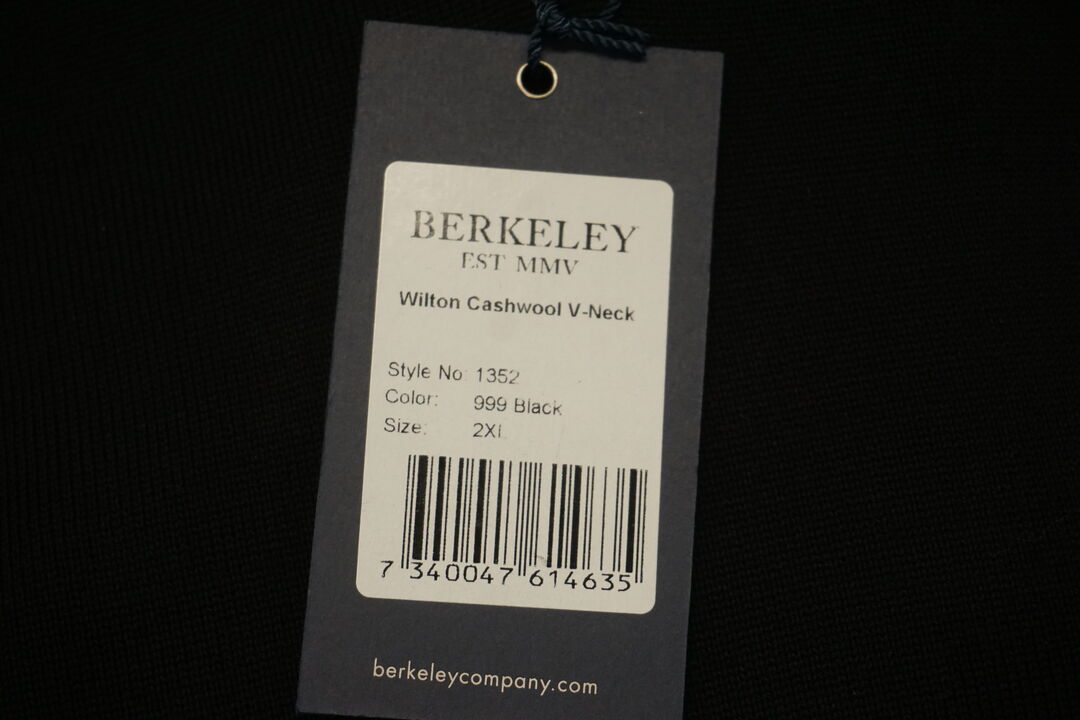 BERKELEY
EST MMV
Wilton Cashwool V-Neck
Style No: 1352
Color: 999 Black
Size: 2XL
7 340047 614635
berkeleycompany.com